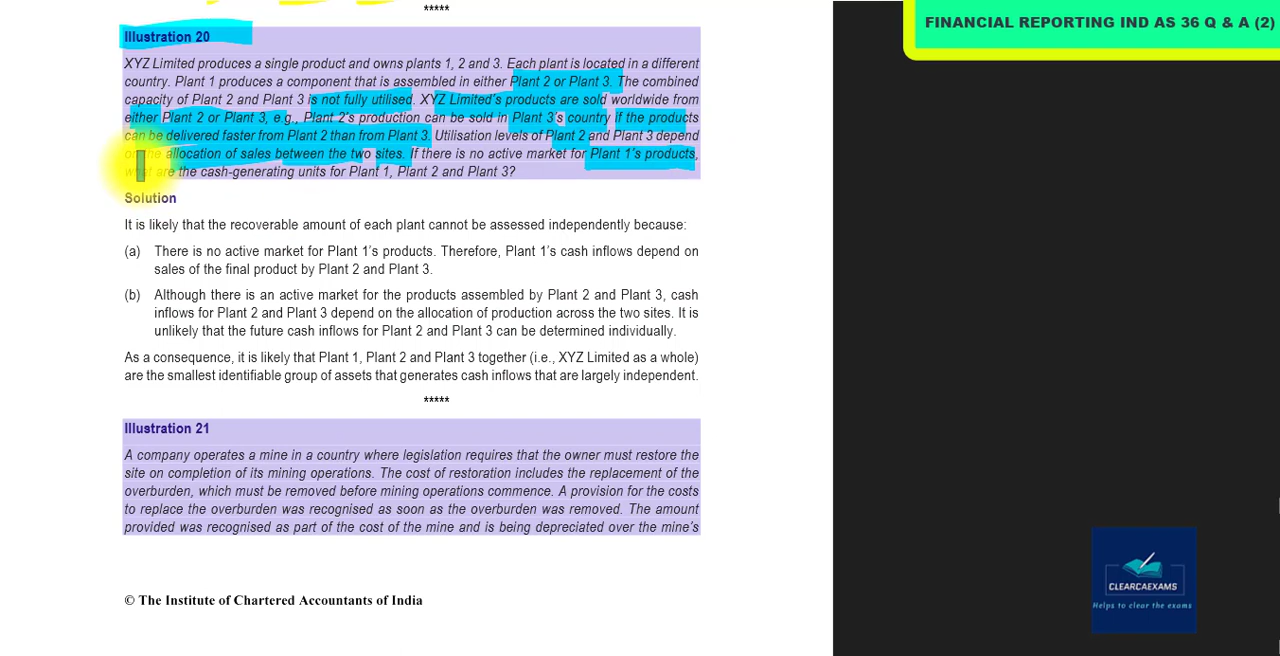 *****
FINANCIAL REPORTING IND AS 36 Q & A (2)
Illustration 20
XYZ Limited produces a single product and owns plants 1, 2 and 3. Each plant is located in a different
country. Plant 1 produces a component that is assembled in either Plant 2 or Plant 3. The combined
capacity of Plant 2 and Plant 3 is not fully utilised. XYZ Limited's products are sold worldwide from
either Plant 2 or Plant 3, e.g., Plant 2's production can be sold in Plant 3's country if the products
can be delivered faster from Plant 2 than from Plant 3. Utilisation levels of Plant 2 and Plant 3 depend
on the allocation of sales between the two sites. If there is no active market for Plant 1's products,
what are the cash-generating units for Plant 1, Plant 2 and Plant 3?
Solution
It is likely that the recoverable amount of each plant cannot be assessed independently because:
(a) There is no active market for Plant 1's products. Therefore, Plant 1's cash inflows depend on
sales of the final product by Plant 2 and Plant 3.
(b) Although there is an active market for the products assembled by Plant 2 and Plant 3, cash
inflows for Plant 2 and Plant 3 depend on the allocation of production across the two sites. It is
unlikely that the future cash inflows for Plant 2 and Plant 3 can be determined individually.
As a consequence, it is likely that Plant 1, Plant 2 and Plant 3 together (i.e., XYZ Limited as a whole)
are the smallest identifiable group of assets that generates cash inflows that are largely independent.
*****
Illustration 21
A company operates a mine in a country where legislation requires that the owner must restore the
site on completion of its mining operations. The cost of restoration includes the replacement of the
overburden, which must be removed before mining operations commence. A provision for the costs
to replace the overburden was recognised as soon as the overburden was removed. The amount
provided was recognised as part of the cost of the mine and is being depreciated over the mine's
CLEARCAEXAMS
Helps to clear the exams
© The Institute of Chartered Accountants of India